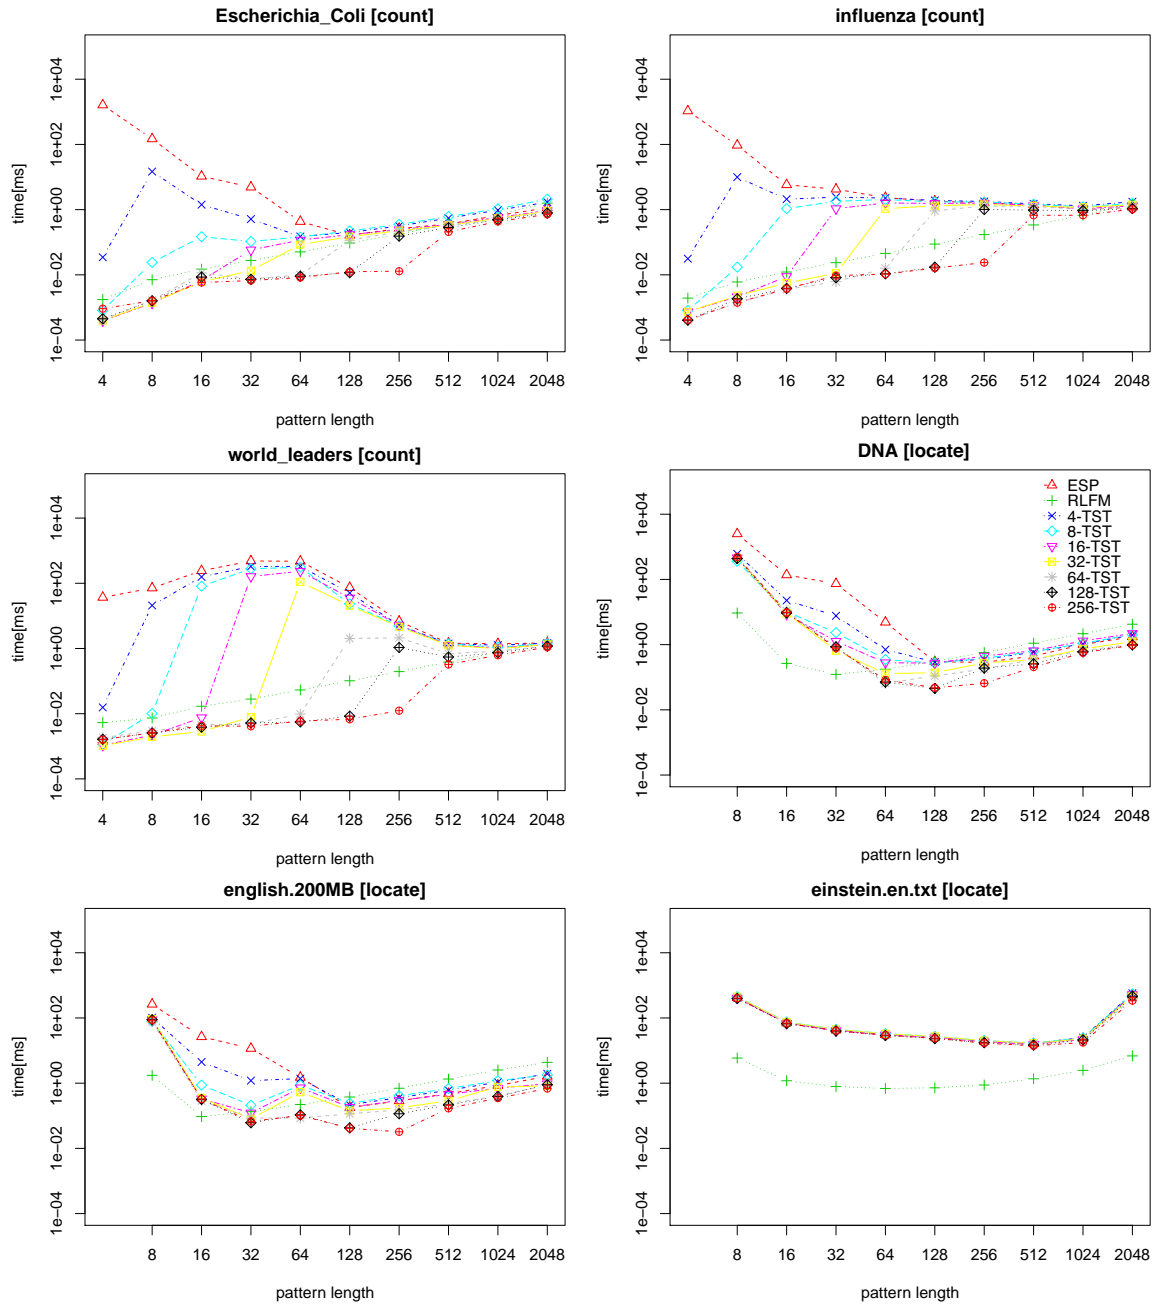 Escherichia_Coli [count]
time[ms]
1e+04
1e+02
1e+00
1e−02
1e−04
4 8 16 32 64 128 256 512 1024 2048
pattern length
influenza [count]
time[ms]
1e+04
1e+02
1e+00
1e−02
1e−04
4 8 16 32 64 128 256 512 1024 2048
pattern length
world_leaders [count]
time[ms]
1e+04
1e+02
1e+00
1e−02
1e−04
4 8 16 32 64 128 256 512 1024 2048
pattern length
DNA [locate]
time[ms]
1e+04
1e+02
1e+00
1e−02
1e−04
ESP
RLFM
4-TST
8-TST
16-TST
32-TST
64-TST
128-TST
256-TST
8 16 32 64 128 256 512 1024 2048
pattern length
english.200MB [locate]
time[ms]
1e+04
1e+02
1e+00
1e−02
1e−04
8 16 32 64 128 256 512 1024 2048
pattern length
einstein.en.txt [locate]
time[ms]
1e+04
1e+02
1e+00
1e−02
1e−04
8 16 32 64 128 256 512 1024 2048
pattern length